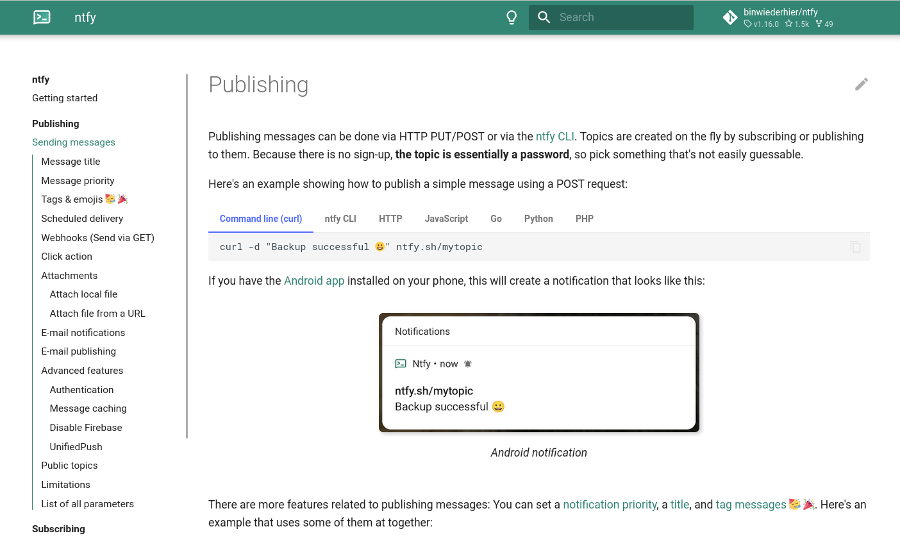 ntfy
Search
binwiederhier/ntfy
v1.16.0 1.5k 49
ntfy
Getting started
Publishing
Sending messages
Message title
Message priority
Tags & emojis 🥳 🎉
Scheduled delivery
Webhooks (Send via GET)
Click action
Attachments
Attach local file
Attach file from a URL
E-mail notifications
E-mail publishing
Advanced features
Authentication
Message caching
Disable Firebase
UnifiedPush
Public topics
Limitations
List of all parameters
Subscribing
Publishing
Publishing messages can be done via HTTP PUT/POST or via the ntfy CLI. Topics are created on the fly by subscribing or publishing
to them. Because there is no sign-up, the topic is essentially a password, so pick something that's not easily guessable.
Here's an example showing how to publish a simple message using a POST request:
Command line (curl) ntfy CLI HTTP JavaScript Go Python PHP
curl -d "Backup successful 😀" ntfy.sh/mytopic
If you have the Android app installed on your phone, this will create a notification that looks like this:
Notifications
Ntfy • now
ntfy.sh/mytopic
Backup successful 😀
Android notification
There are more features related to publishing messages: You can set a notification priority, a title, and tag messages 🥳 🎉. Here's an
example that uses some of them at together: